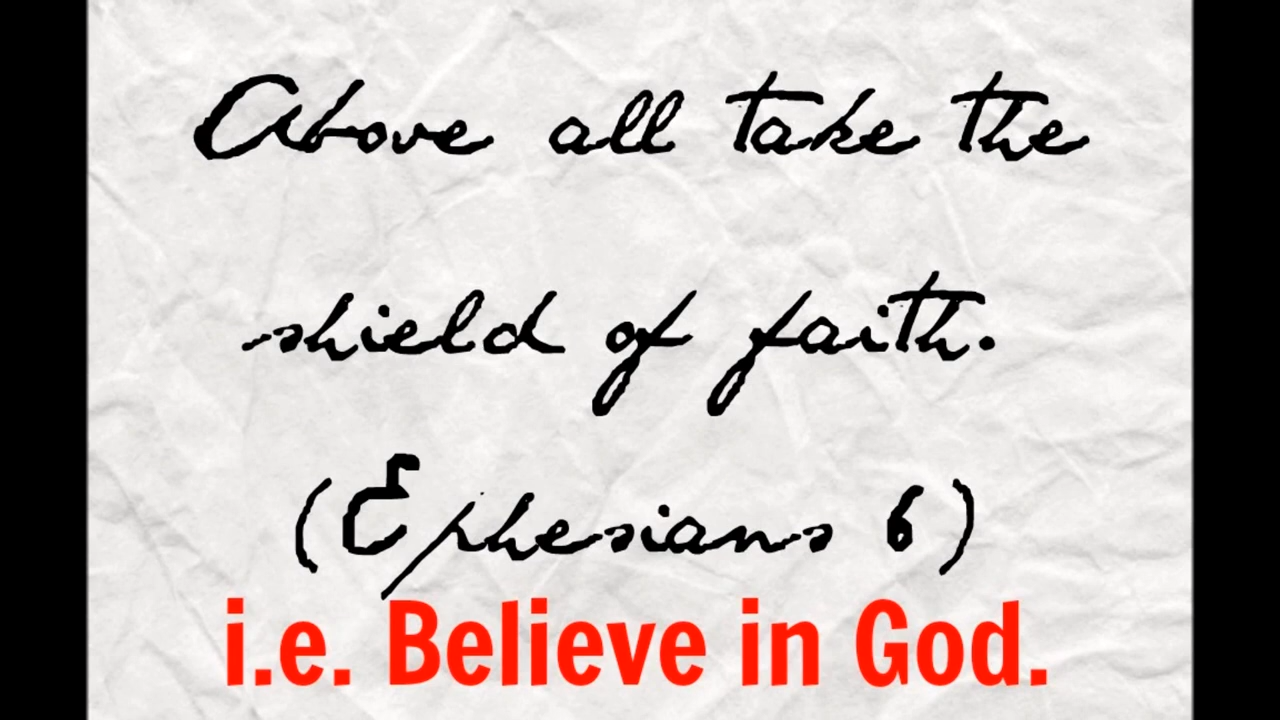 Above all take the
shield of faith.
(Ephesians 6)
i.e. Believe in God.